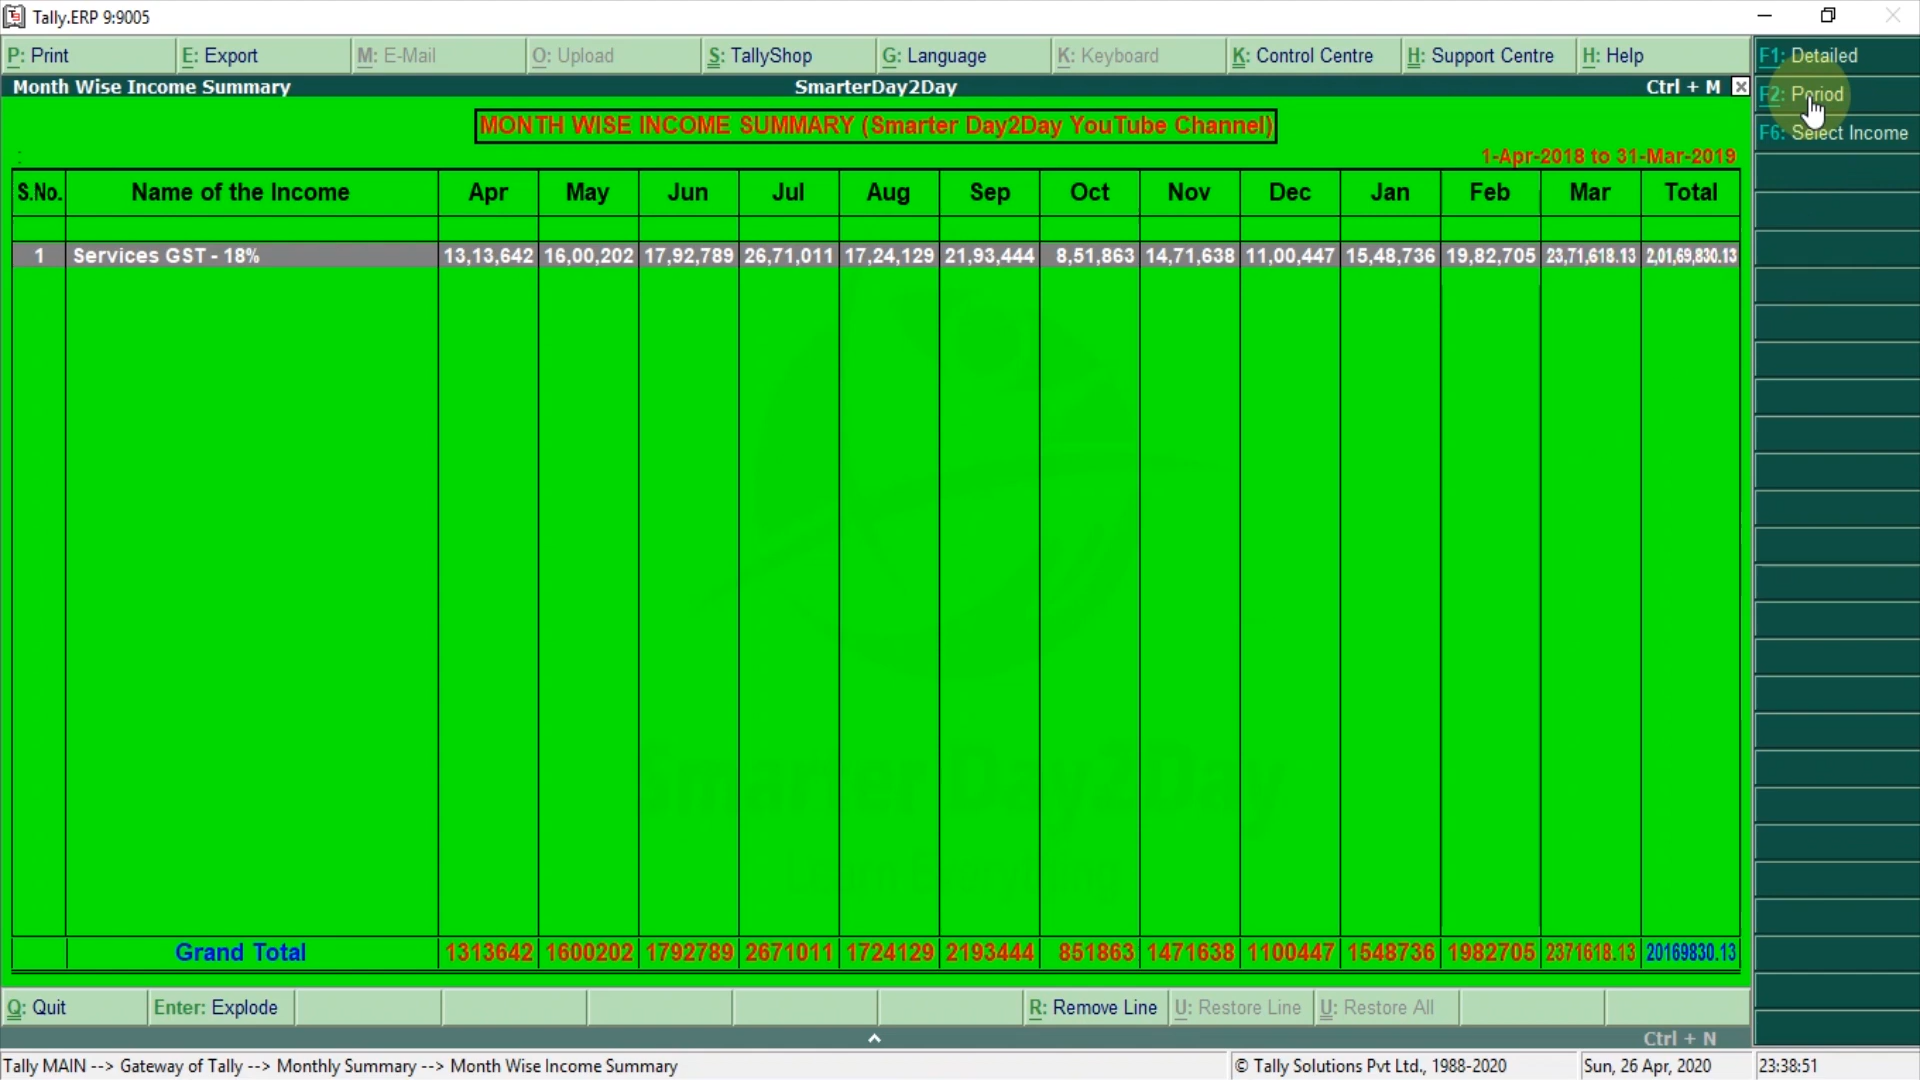 Tally.ERP 9:9005
P: Print E: Export M: E-Mail O: Upload S: TallyShop G: Language K: Keyboard K: Control Centre H: Support Centre H: Help F1: Detailed
Month Wise Income Summary SmarterDay2Day Ctrl + M
F2: Period
MONTH WISE INCOME SUMMARY (Smarter Day2Day YouTube Channel)
F6: Select Income
1-Apr-2018 to 31-Mar-2019
S.No. Name of the Income Apr May Jun Jul Aug Sep Oct Nov Dec Jan Feb Mar Total
1 Services GST - 18% 13,13,642 16,00,202 17,92,789 26,71,011 17,24,129 21,93,444 8,51,863 14,71,638 11,00,447 15,48,736 19,82,705 23,71,618.13 2,01,69,830.13
Smarter Day2Day
Grand Total 1313642 1600202 1792789 2671011 1724129 2193444 851863 1471638 1100447 1548736 1982705 2371618.13 20169830.13
Q: Quit Enter: Explode R: Remove Line U: Restore Line U: Restore All
Ctrl + N
Tally MAIN --> Gateway of Tally --> Monthly Summary --> Month Wise Income Summary © Tally Solutions Pvt Ltd., 1988-2020 Sun, 26 Apr, 2020 23:38:51